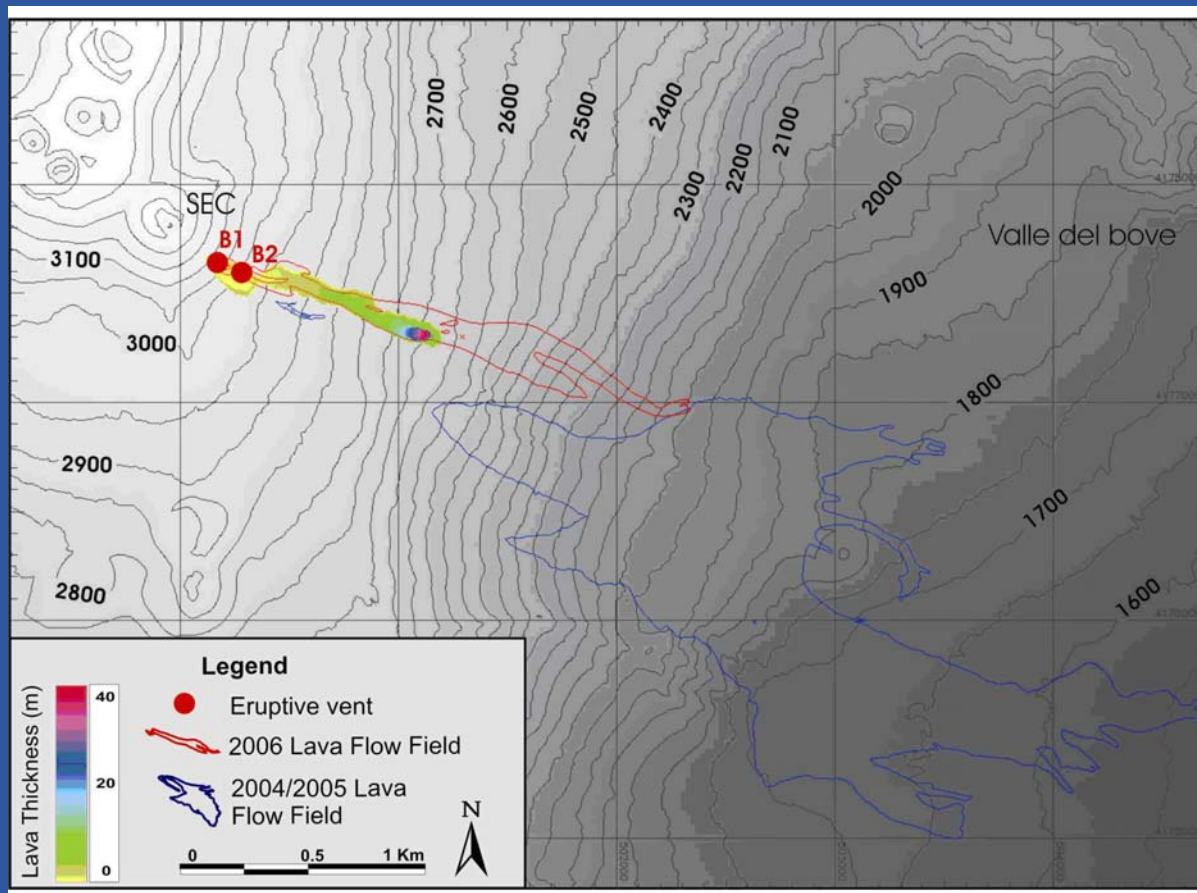 2700
2600
2500
2400
2300
2200
2100
2000
1900
1800
1700
1600
SEC
B1
B2
Valle del bove
3100
3000
2900
2800
Legend
Eruptive vent
2006 Lava Flow Field
2004/2005 Lava
Flow Field
Lava Thickness (m)
40
20
0
N
0 0.5 1 Km